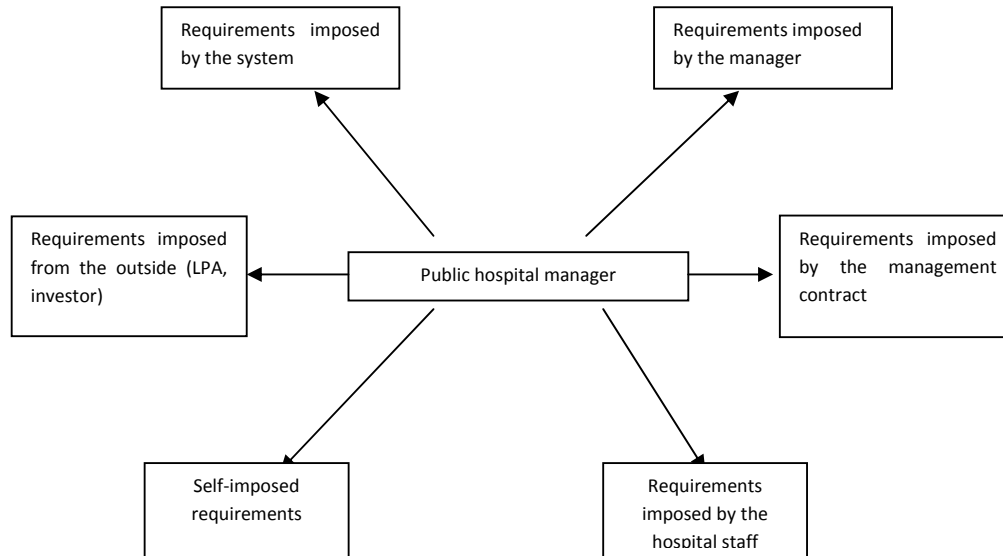 Requirements imposed
by the system
Requirements imposed
by the manager
Requirements imposed
from the outside (LPA,
investor)
Public hospital manager
Requirements imposed
by the management
contract
Self-imposed
requirements
Requirements
imposed by the
hospital staff